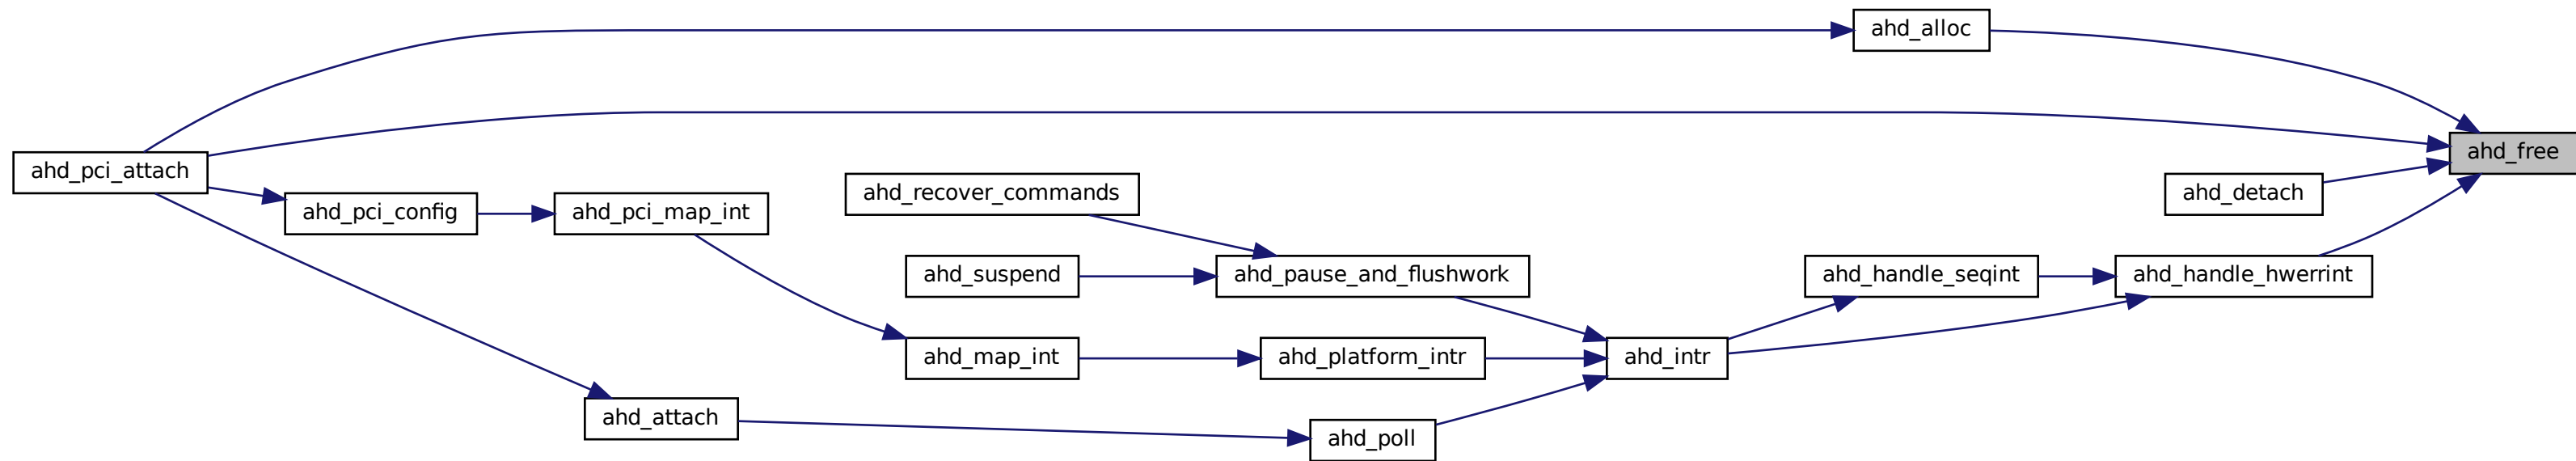 ahd_alloc
ahd_free
ahd_pci_attach
ahd_recover_commands
ahd_detach
ahd_pci_config
ahd_pci_map_int
ahd_suspend
ahd_pause_and_flushwork
ahd_handle_seqint
ahd_handle_hwerrint
ahd_map_int
ahd_platform_intr
ahd_intr
ahd_attach
ahd_poll